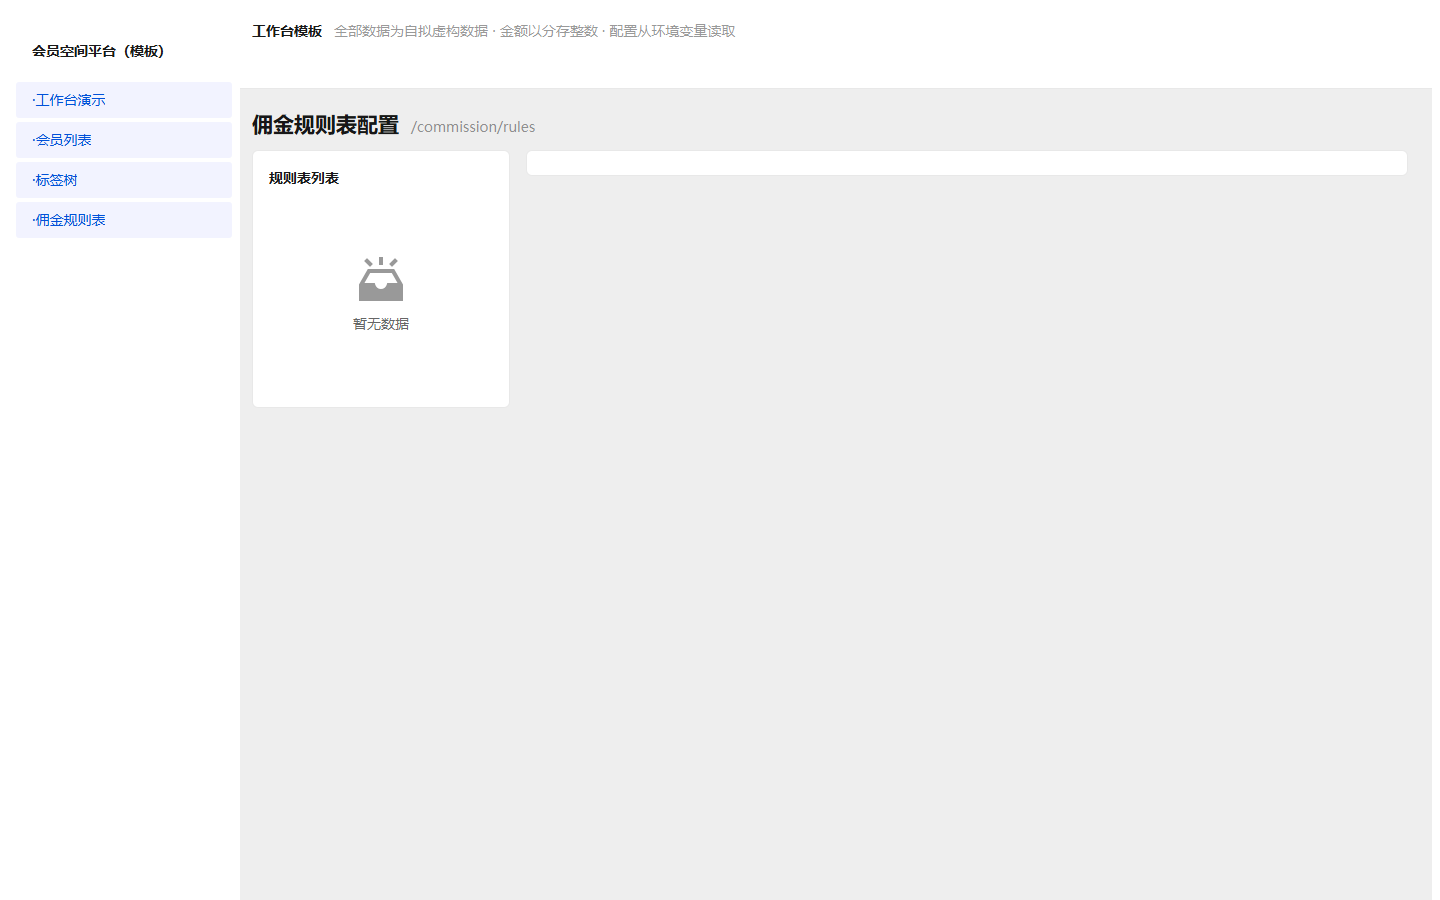 会员空间平台（模板）
·工作台演示
·会员列表
·标签树
·佣金规则表
工作台模板 全部数据为自拟虚构数据 · 金额以分存整数 · 配置从环境变量读取
佣金规则表配置 /commission/rules
规则表列表
暂无数据